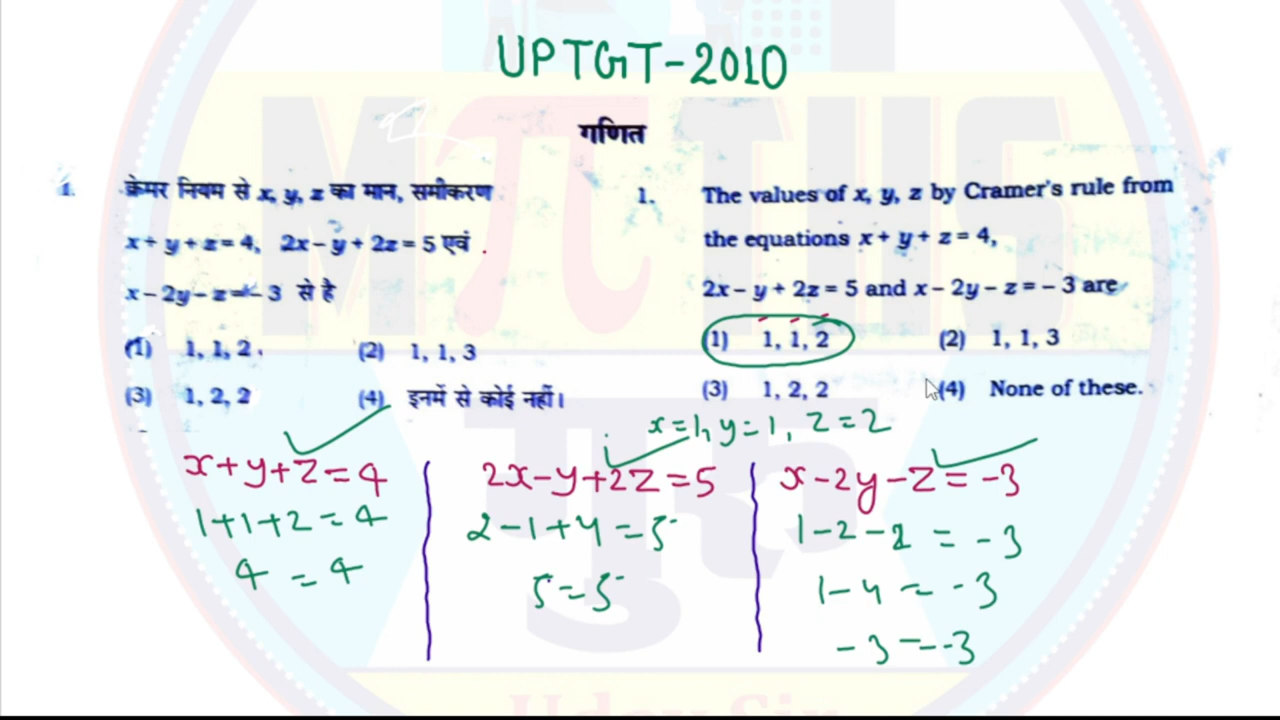 UPTGT-2010
गणित
1. क्रेमर नियम से x, y, z का मान, समीकरण
x + y + z = 4, 2x – y + 2z = 5 एवं
x – 2y – z = – 3 से है
(1) 1, 1, 2 (2) 1, 1, 3
(3) 1, 2, 2 (4) इनमें से कोई नहीं।
1. The values of x, y, z by Cramer's rule from
the equations x + y + z = 4,
2x – y + 2z = 5 and x – 2y – z = – 3 are
(1) 1, 1, 2 (2) 1, 1, 3
(3) 1, 2, 2 (4) None of these.
x=1, y=1, z=2
x+y+z=4
1+1+2=4
4=4
2x-y+2z=5
2-1+4=5
5=5
x-2y-z=-3
1-2-2=-3
1-4=-3
-3=-3